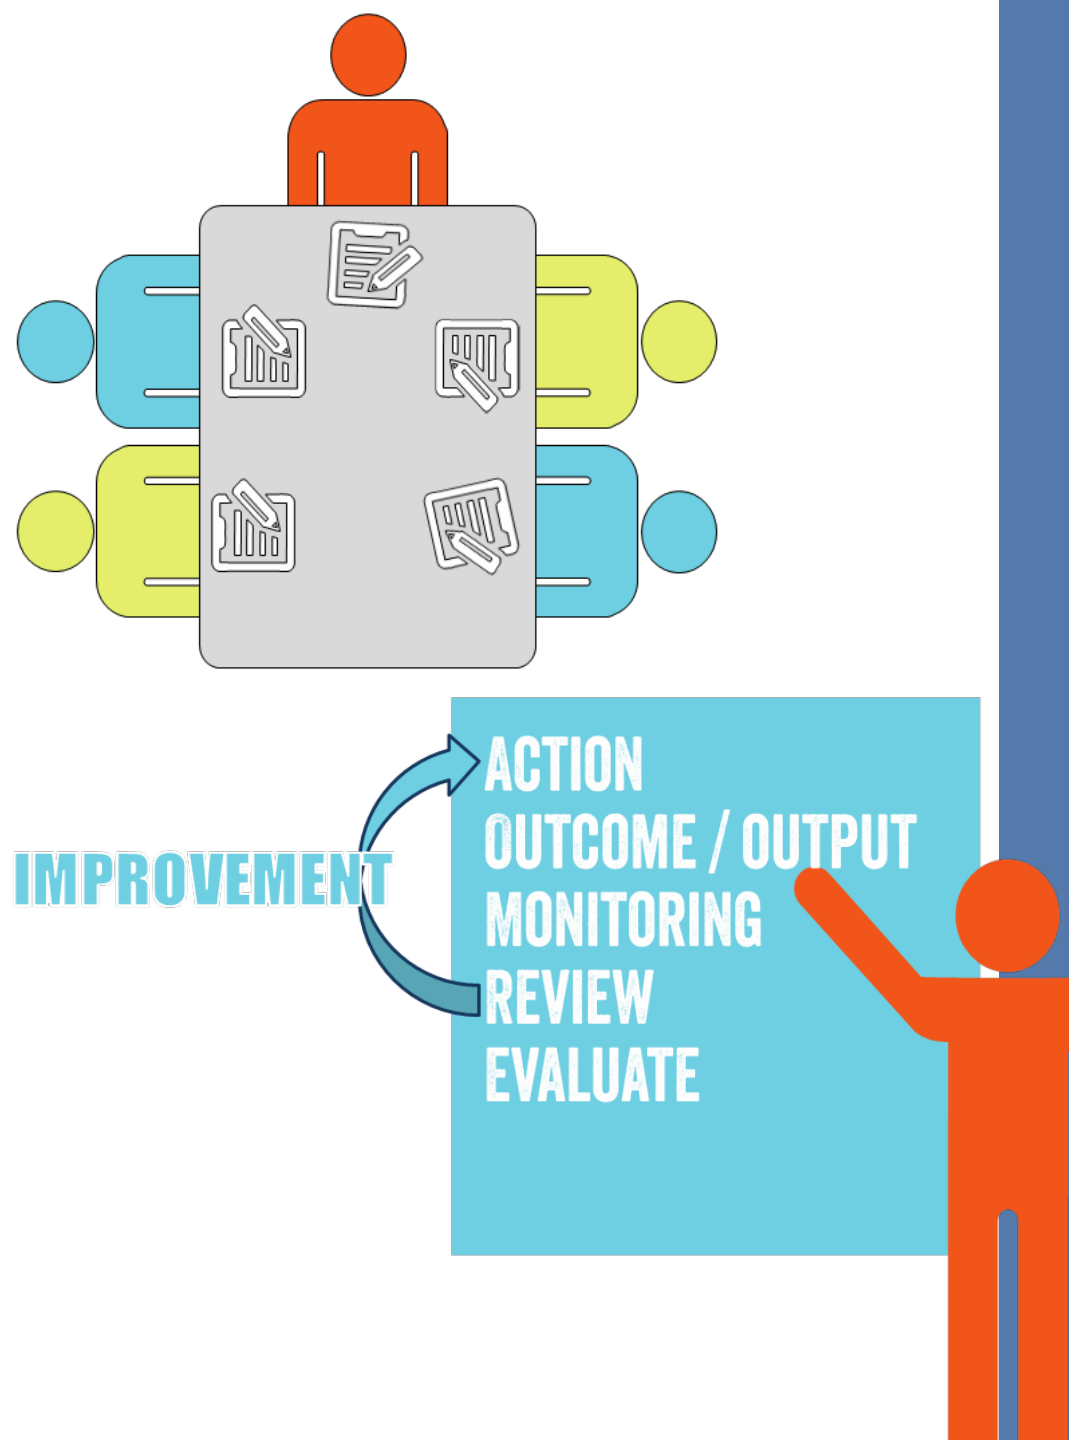 ACTION
OUTCOME / OUTPUT
IMPROVEMENT
MONITORING
REVIEW
EVALUATE